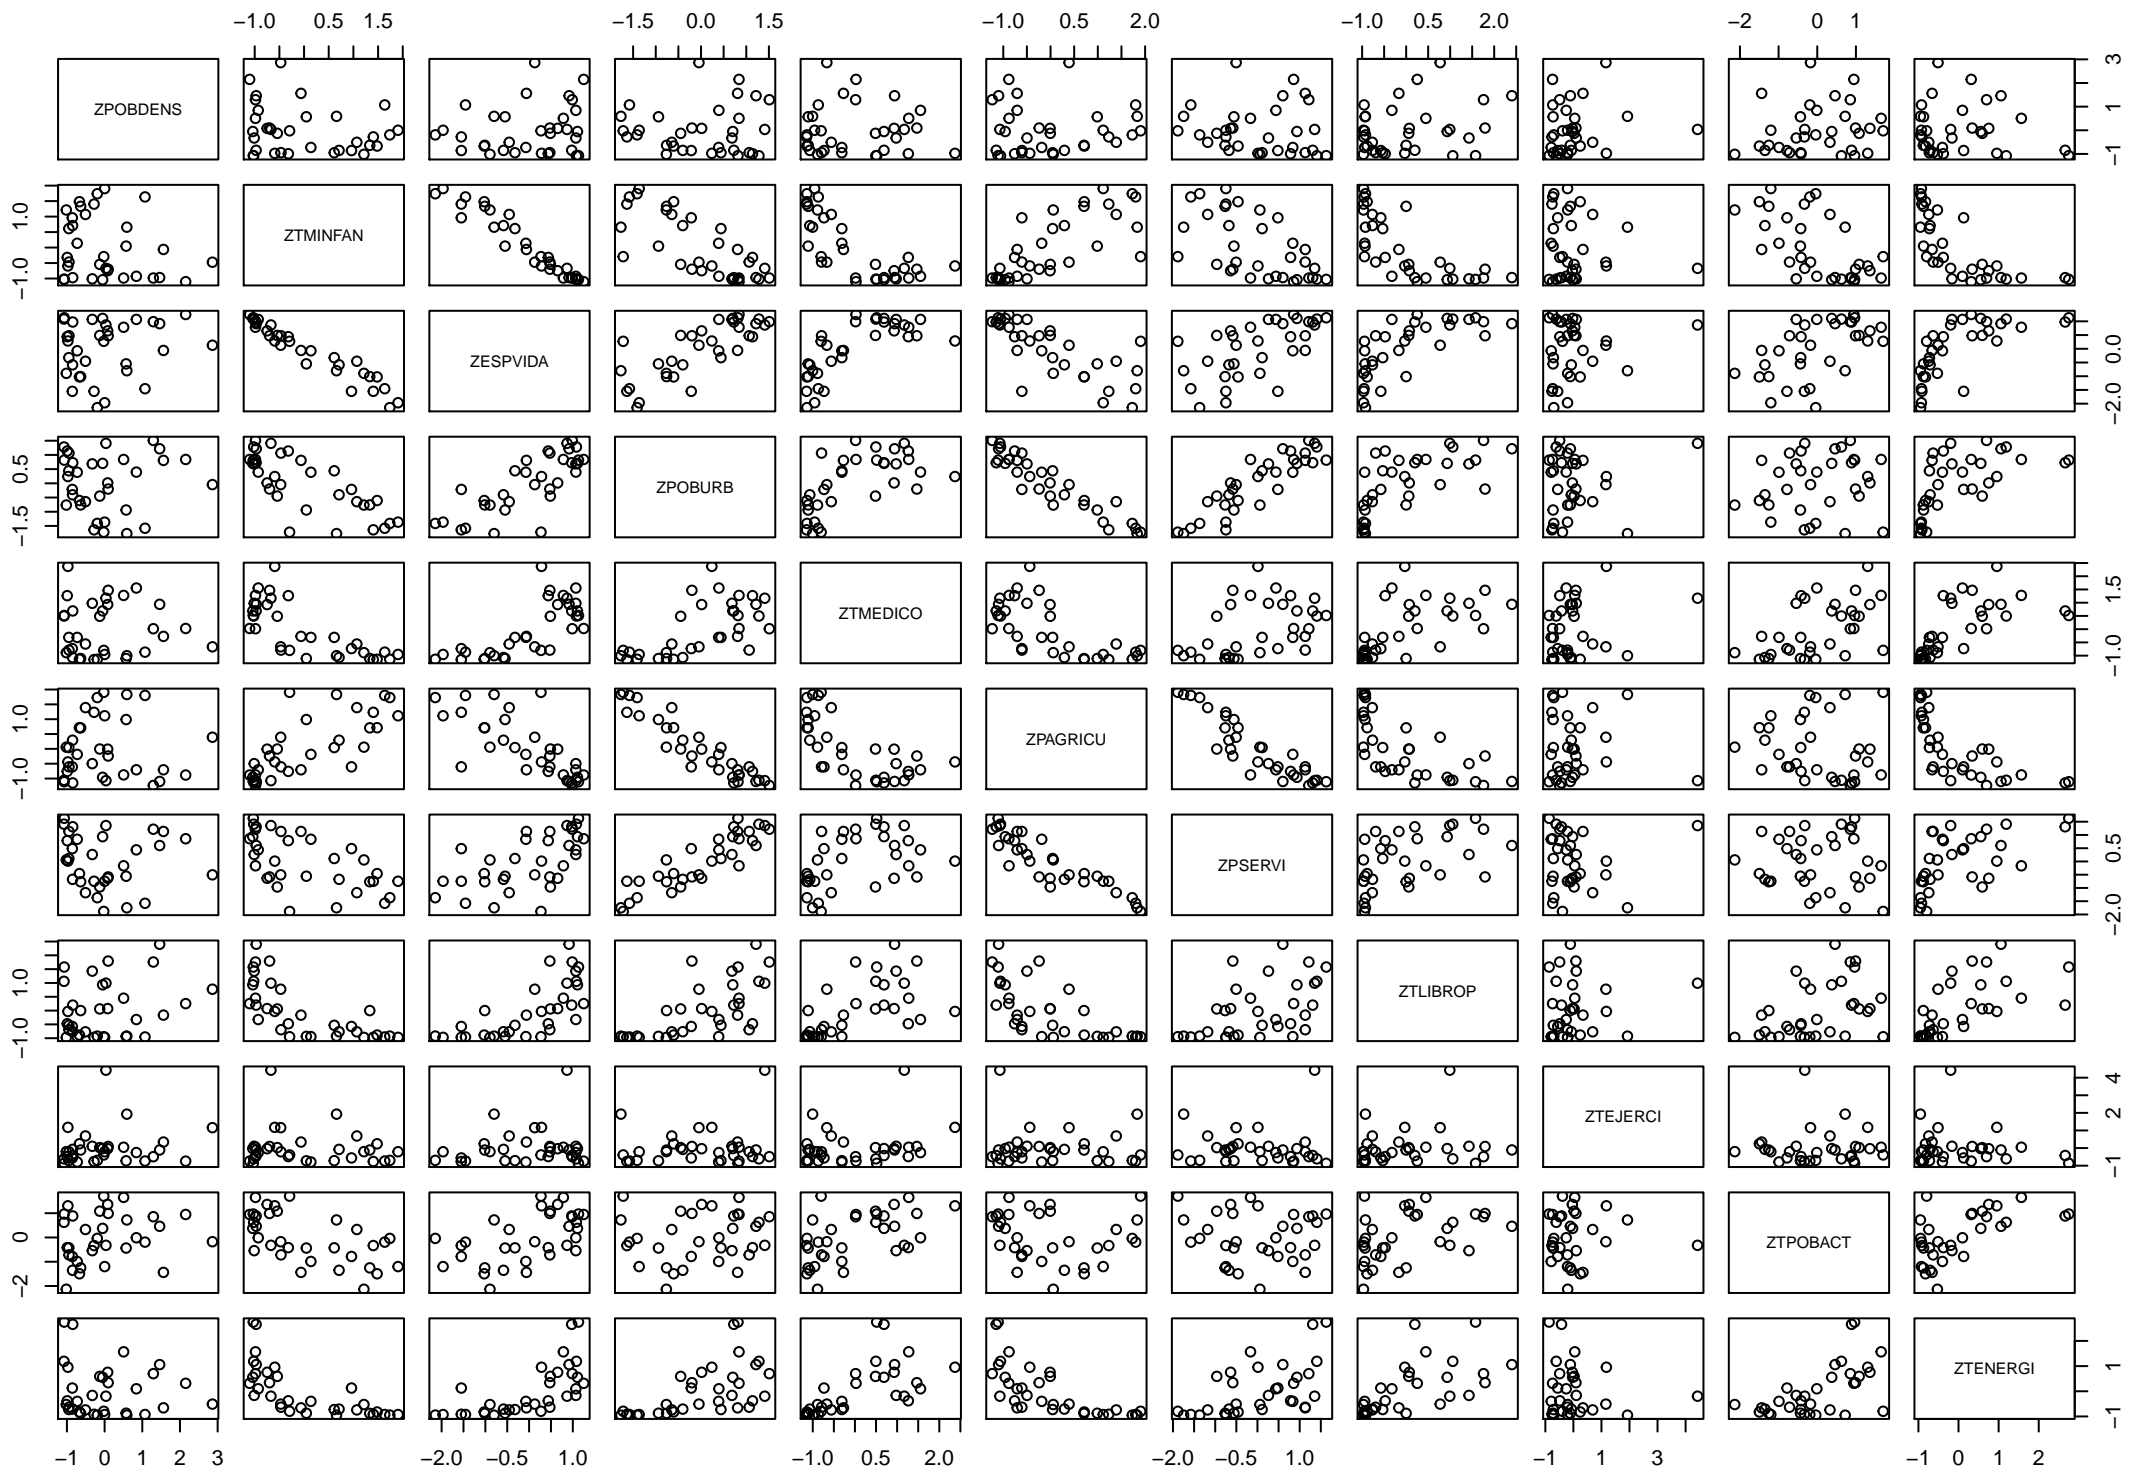 −1.0 0.5 1.5 −1.5 0.0 1.5 −1.0 0.5 2.0 −1.0 0.5 2.0 −2 0 1
ZPOBDENS −1 1 3
−1.0 1.0 ZTMINFAN
ZESPVIDA −2.0 0.0
−1.5 0.5 ZPOBURB
ZTMEDICO −1.0 1.5
−1.0 1.0 ZPAGRICU
ZPSERVI −2.0 0.5
−1.0 1.0 ZTLIBROP
ZTEJERCI −1 2 4
−2 0 ZTPOBACT
ZTENERGI −1 1
−1 0 1 2 3 −2.0 −0.5 1.0 −1.0 0.5 2.0 −2.0 −0.5 1.0 −1 1 3 −1 0 1 2